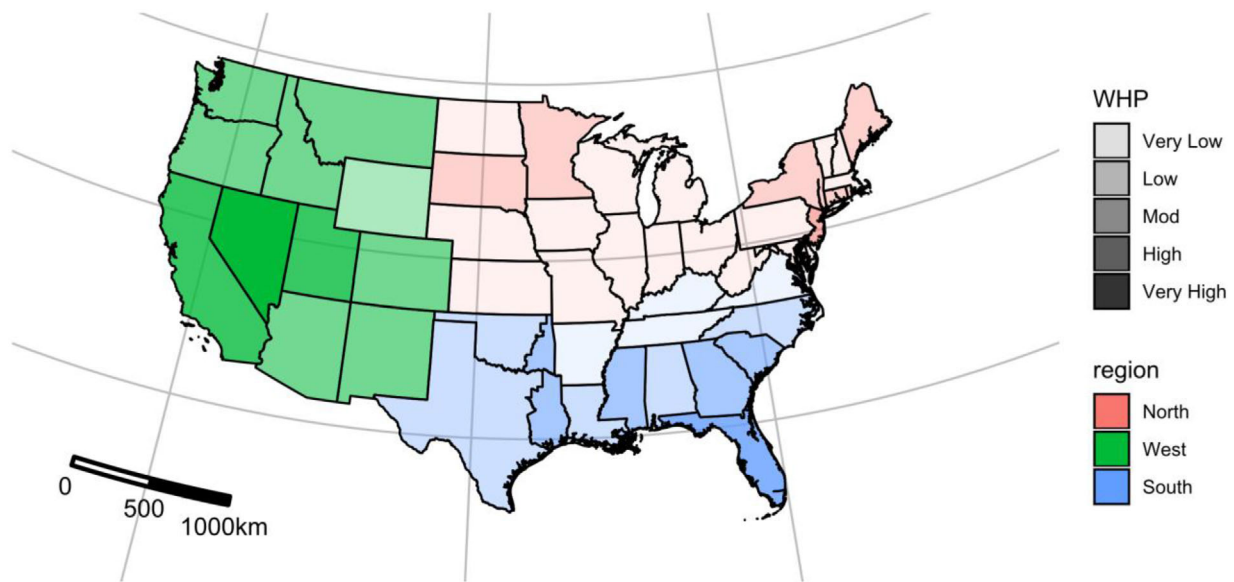 WHP
Very Low
Low
Mod
High
Very High
region
North
West
South
0
500
1000km